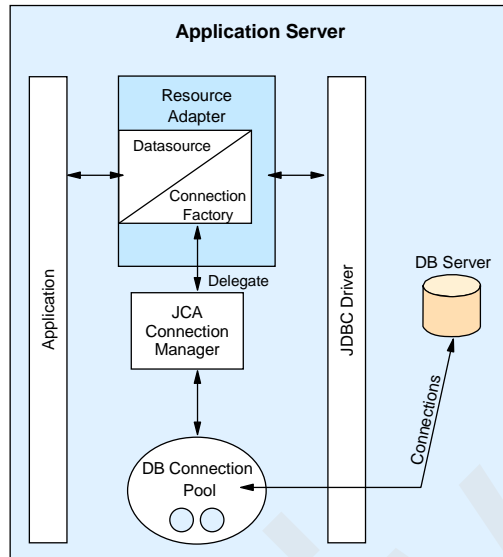 Application Server
Resource
Adapter
Datasource
Connection
Factory
Delegate
Application
JCA
Connection
Manager
JDBC Driver
DB Server
Connections
DB Connection
Pool